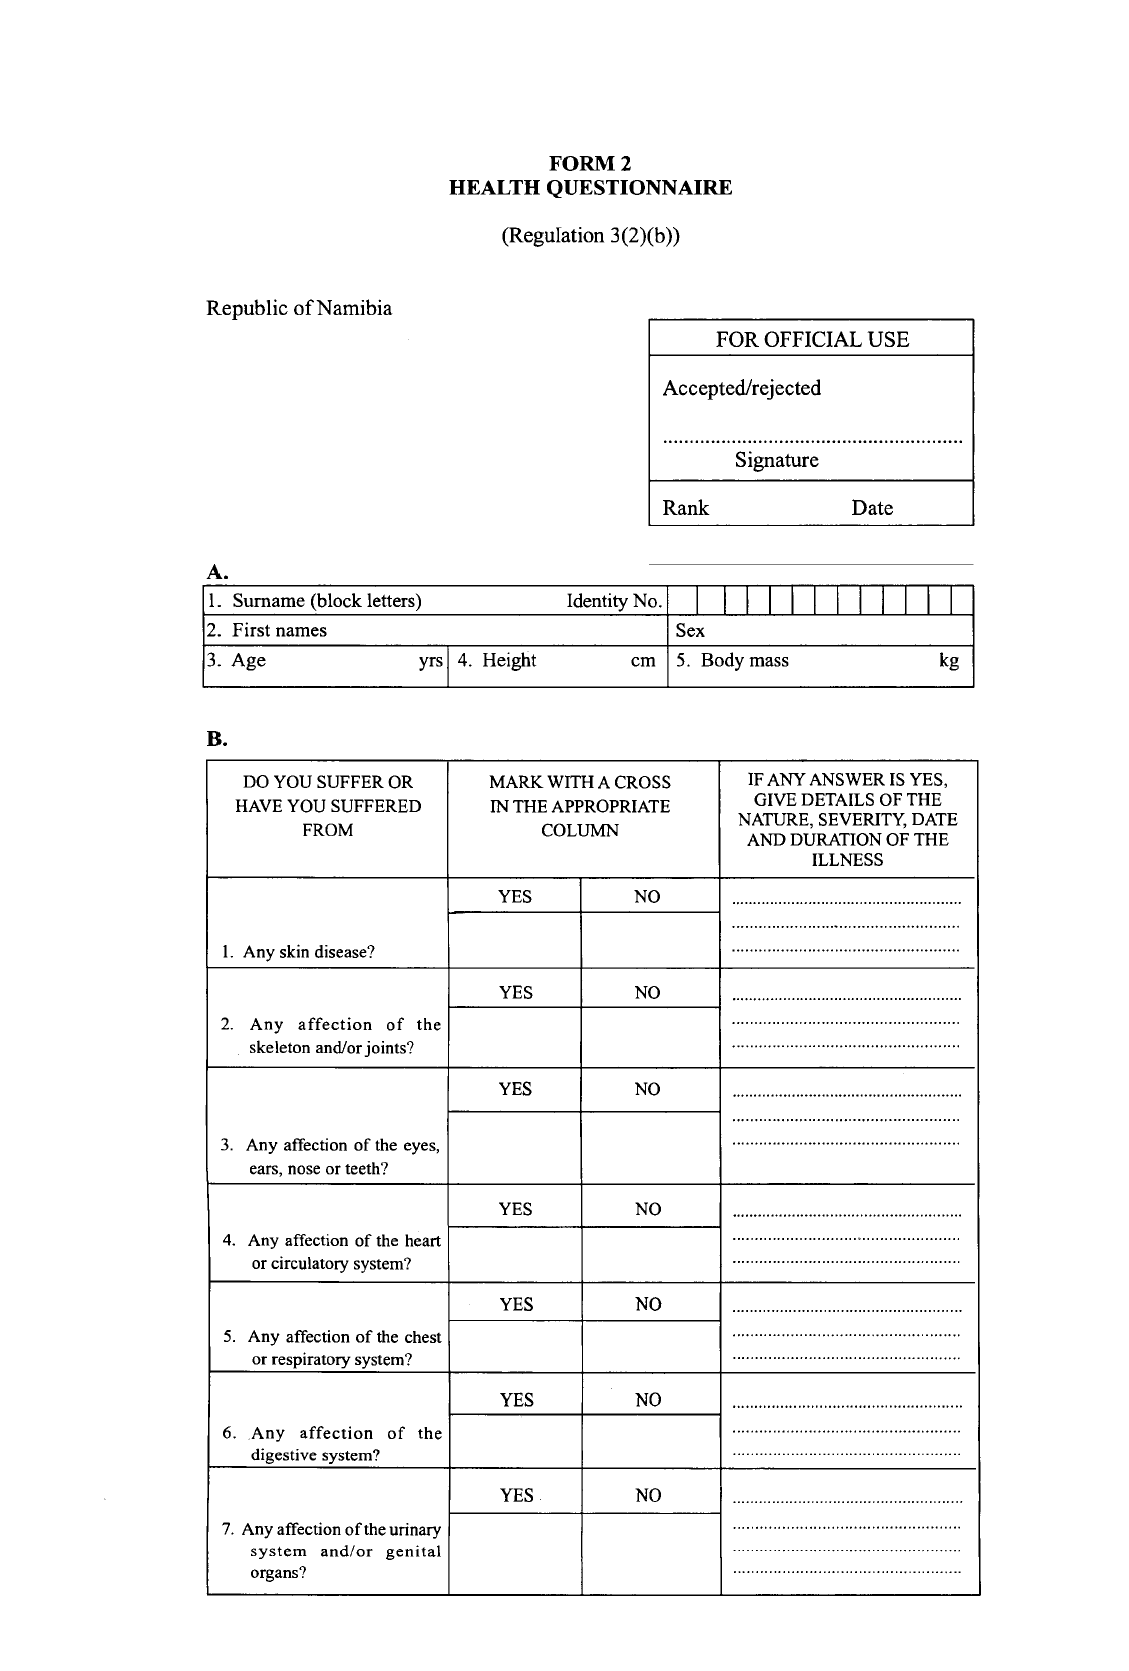 FORM 2
HEALTH QUESTIONNAIRE
(Regulation 3(2)(b))
Republic of Namibia
FOR OFFICIAL USE
Accepted/rejected
......................................................
Signature
Rank Date
A.
1. Surname (block letters) Identity No.
2. First names Sex
3. Age yrs 4. Height cm 5. Body mass kg
B.
DO YOU SUFFER OR
HAVE YOU SUFFERED
FROM
MARK WITH A CROSS
IN THE APPROPRIATE
COLUMN
IF ANY ANSWER IS YES,
GIVE DETAILS OF THE
NATURE, SEVERITY, DATE
AND DURATION OF THE
ILLNESS
YES NO
1. Any skin disease?
YES NO
2. Any affection of the
skeleton and/or joints?
YES NO
3. Any affection of the eyes,
ears, nose or teeth?
YES NO
4. Any affection of the heart
or circulatory system?
YES NO
5. Any affection of the chest
or respiratory system?
YES NO
6. Any affection of the
digestive system?
YES NO
7. Any affection of the urinary
system and/or genital
organs?